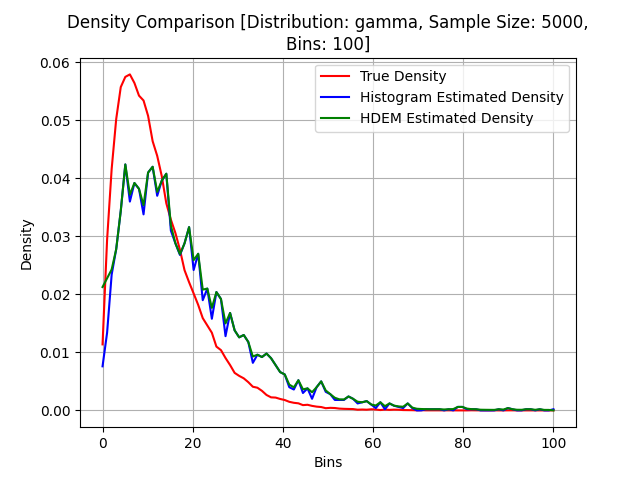 Density Comparison [Distribution: gamma, Sample Size: 5000,
Bins: 100]
0.06
True Density
Histogram Estimated Density
HDEM Estimated Density
0.05
0.04
0.03
0.02
0.01
0.00
Density
0 20 40 60 80 100
Bins